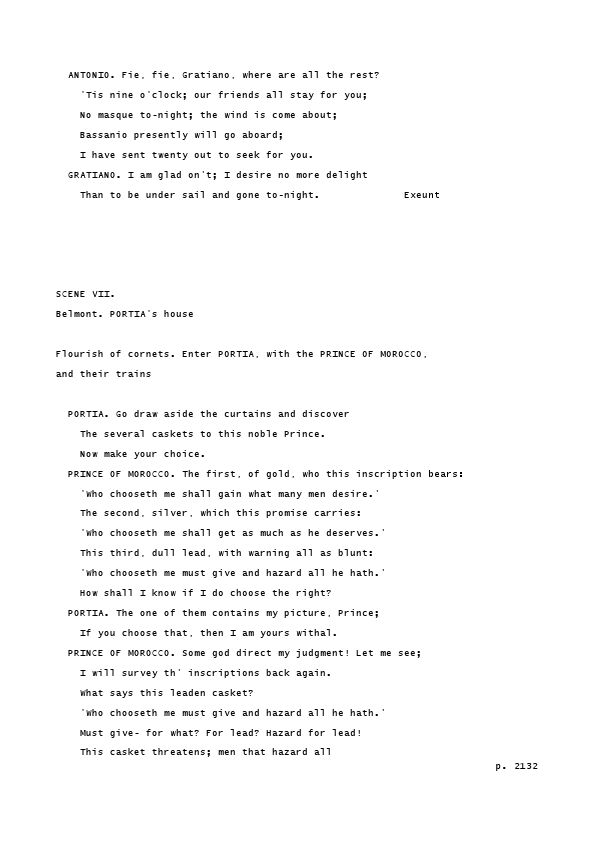 ANTONIO. Fie, fie, Gratiano, where are all the rest?
'Tis nine o'clock; our friends all stay for you;
No masque to-night; the wind is come about;
Bassanio presently will go aboard;
I have sent twenty out to seek for you.
GRATIANO. I am glad on't; I desire no more delight
Than to be under sail and gone to-night. Exeunt
SCENE VII.
Belmont. PORTIA's house
Flourish of cornets. Enter PORTIA, with the PRINCE OF MOROCCO,
and their trains
PORTIA. Go draw aside the curtains and discover
The several caskets to this noble Prince.
Now make your choice.
PRINCE OF MOROCCO. The first, of gold, who this inscription bears:
'Who chooseth me shall gain what many men desire.'
The second, silver, which this promise carries:
'Who chooseth me shall get as much as he deserves.'
This third, dull lead, with warning all as blunt:
'Who chooseth me must give and hazard all he hath.'
How shall I know if I do choose the right?
PORTIA. The one of them contains my picture, Prince;
If you choose that, then I am yours withal.
PRINCE OF MOROCCO. Some god direct my judgment! Let me see;
I will survey th' inscriptions back again.
What says this leaden casket?
'Who chooseth me must give and hazard all he hath.'
Must give- for what? For lead? Hazard for lead!
This casket threatens; men that hazard all
p. 2132